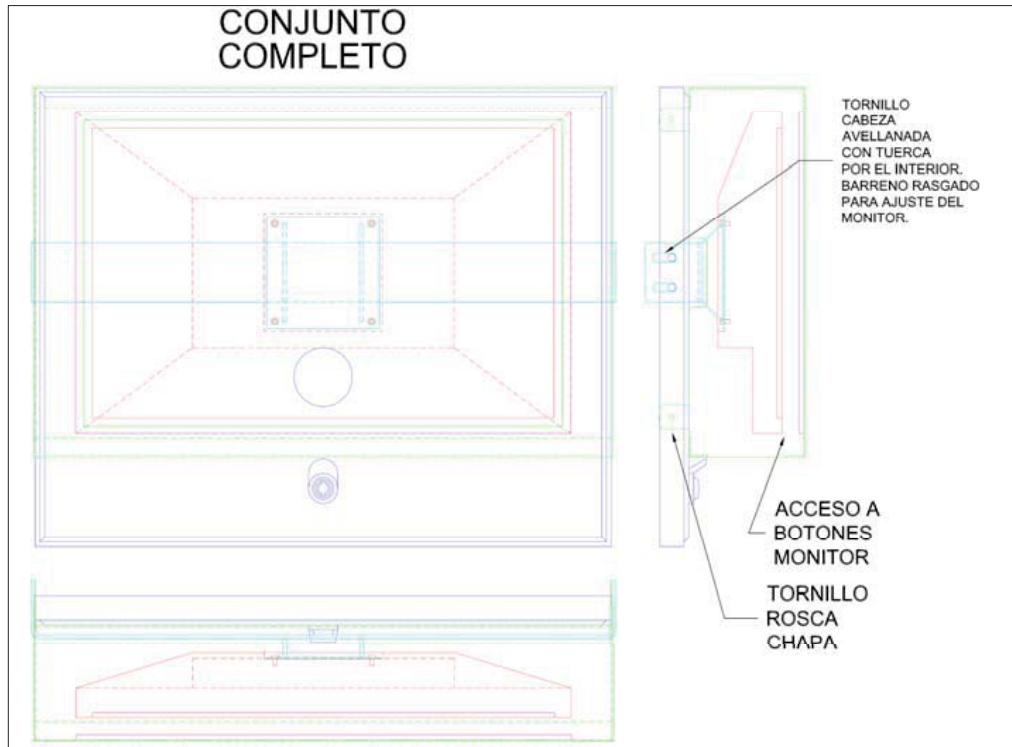 CONJUNTO
COMPLETO
TORNILLO
CABEZA
AVELLANADA
CON TUERCA
POR EL INTERIOR.
BARRENO RASGADO
PARA AJUSTE DEL
MONITOR.
ACCESO A
BOTONES
MONITOR
TORNILLO
ROSCA
CHAPA